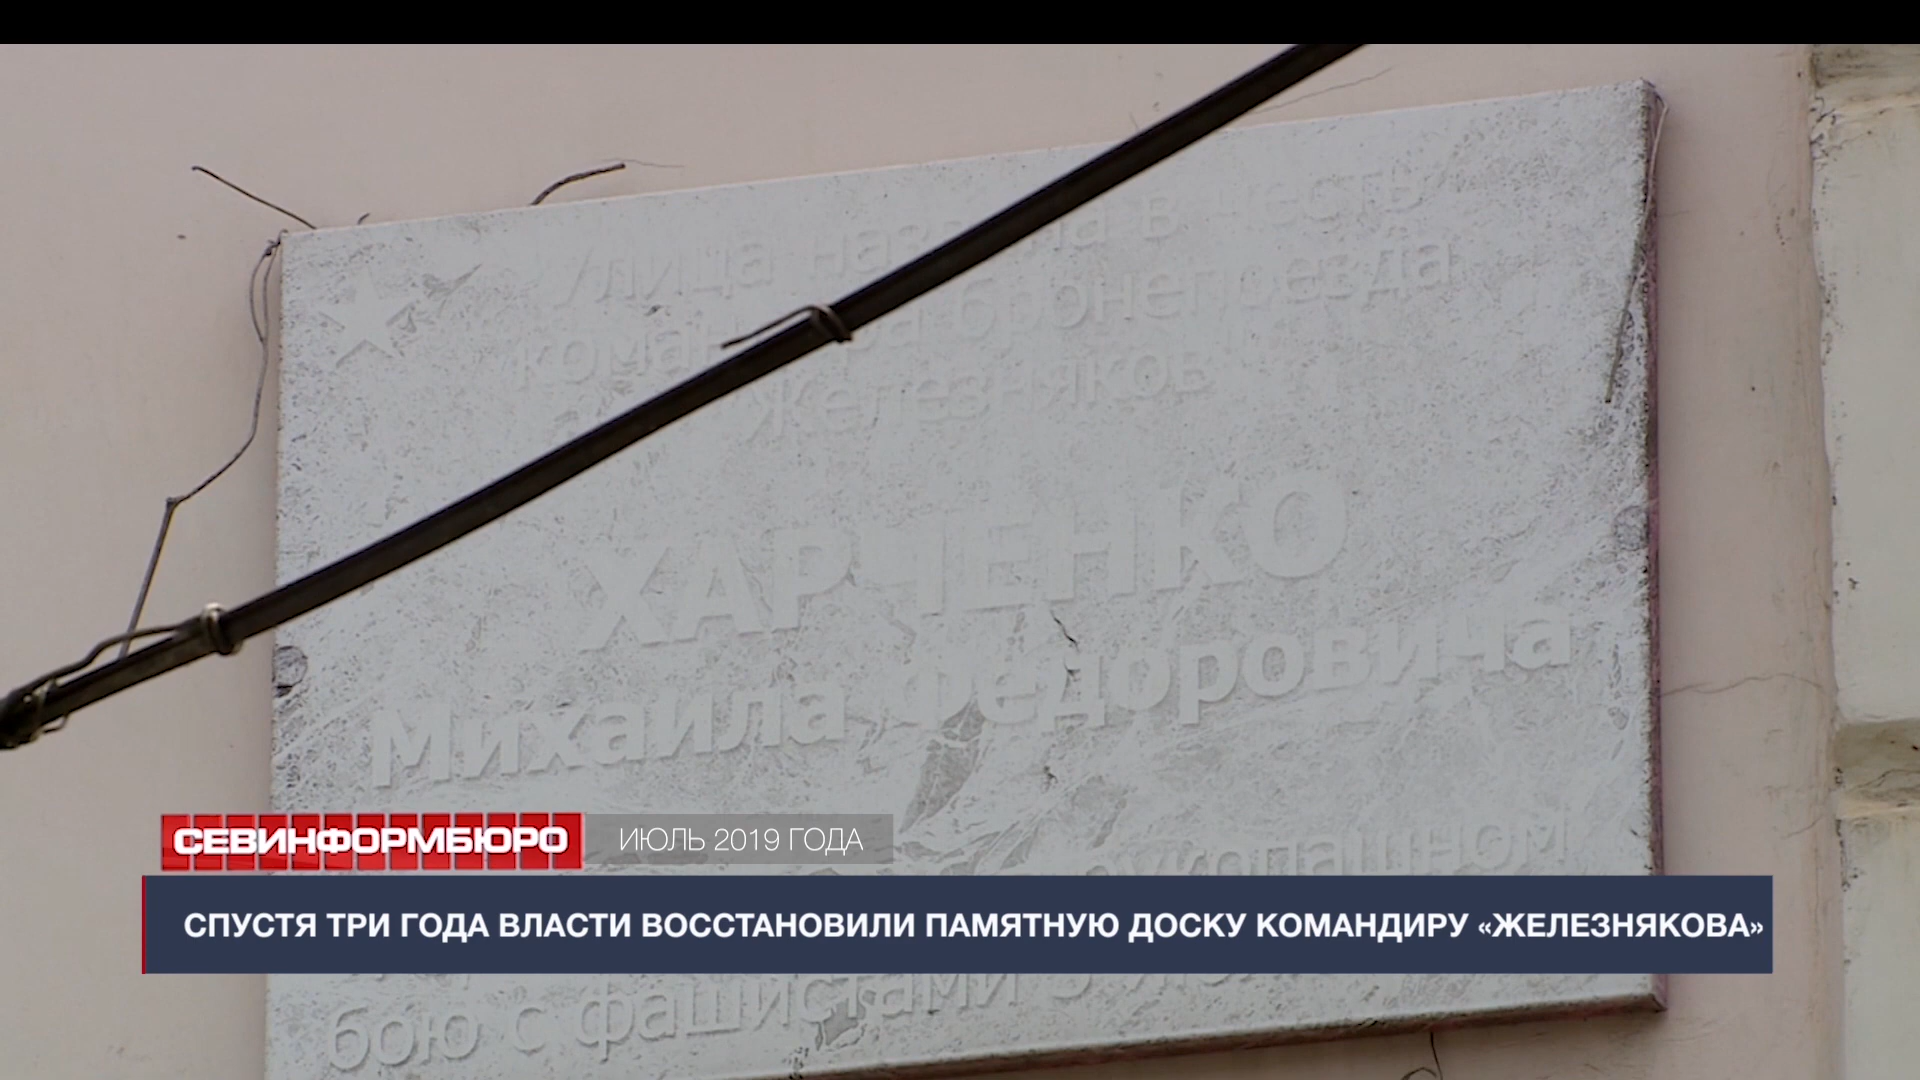 Улица названа в честь
командира бронепоезда
Железняков
ХАРЧЕНКО
Михаила Федоровича
рукопашном
бою с фашистами
СЕВИНФОРМБЮРО
ИЮЛЬ 2019 ГОДА
СПУСТЯ ТРИ ГОДА ВЛАСТИ ВОССТАНОВИЛИ ПАМЯТНУЮ ДОСКУ КОМАНДИРУ «ЖЕЛЕЗНЯКОВА»